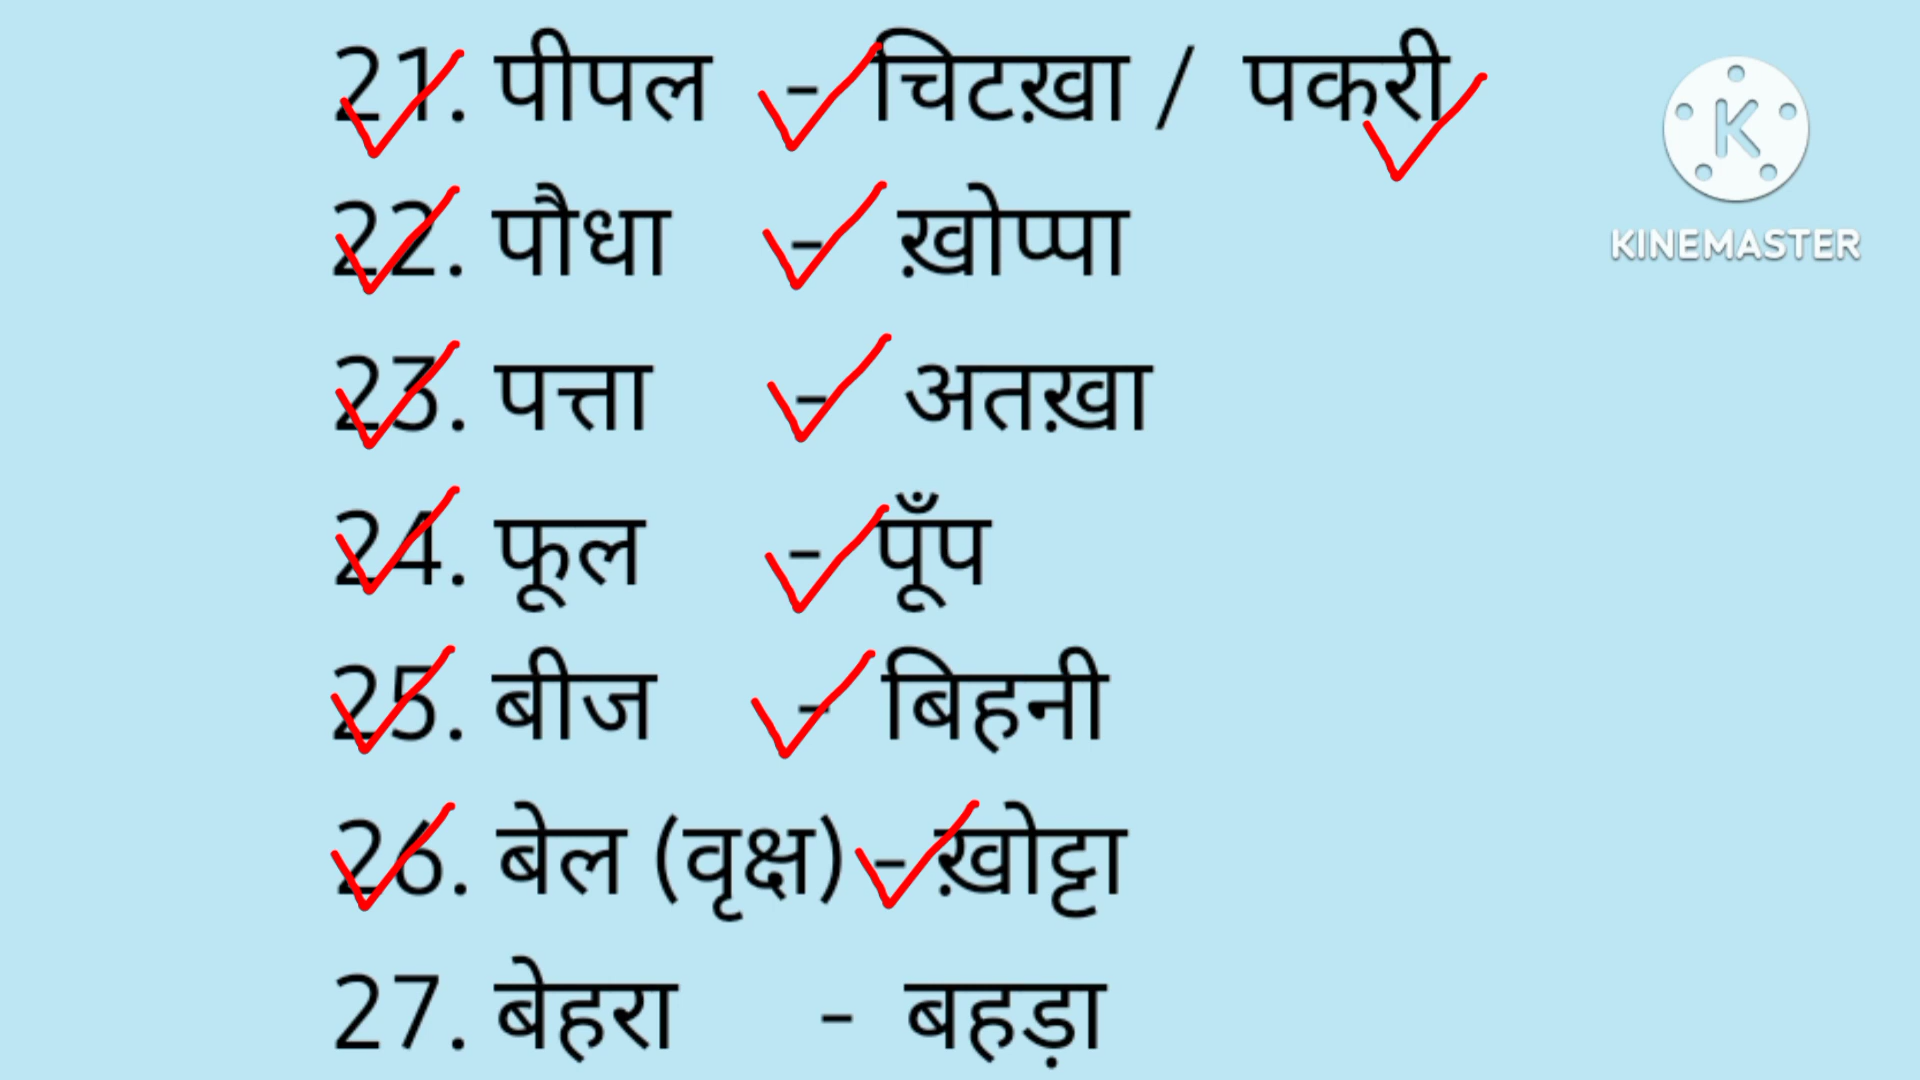 21. पीपल - चिटख़ा / पकरी
22. पौधा - ख़ोप्पा
23. पत्ता - अतख़ा
24. फूल - पूँप
25. बीज - बिहनी
26. बेल (वृक्ष) - ख़ोट्टा
27. बेहरा - बहड़ा
K
KINEMASTER